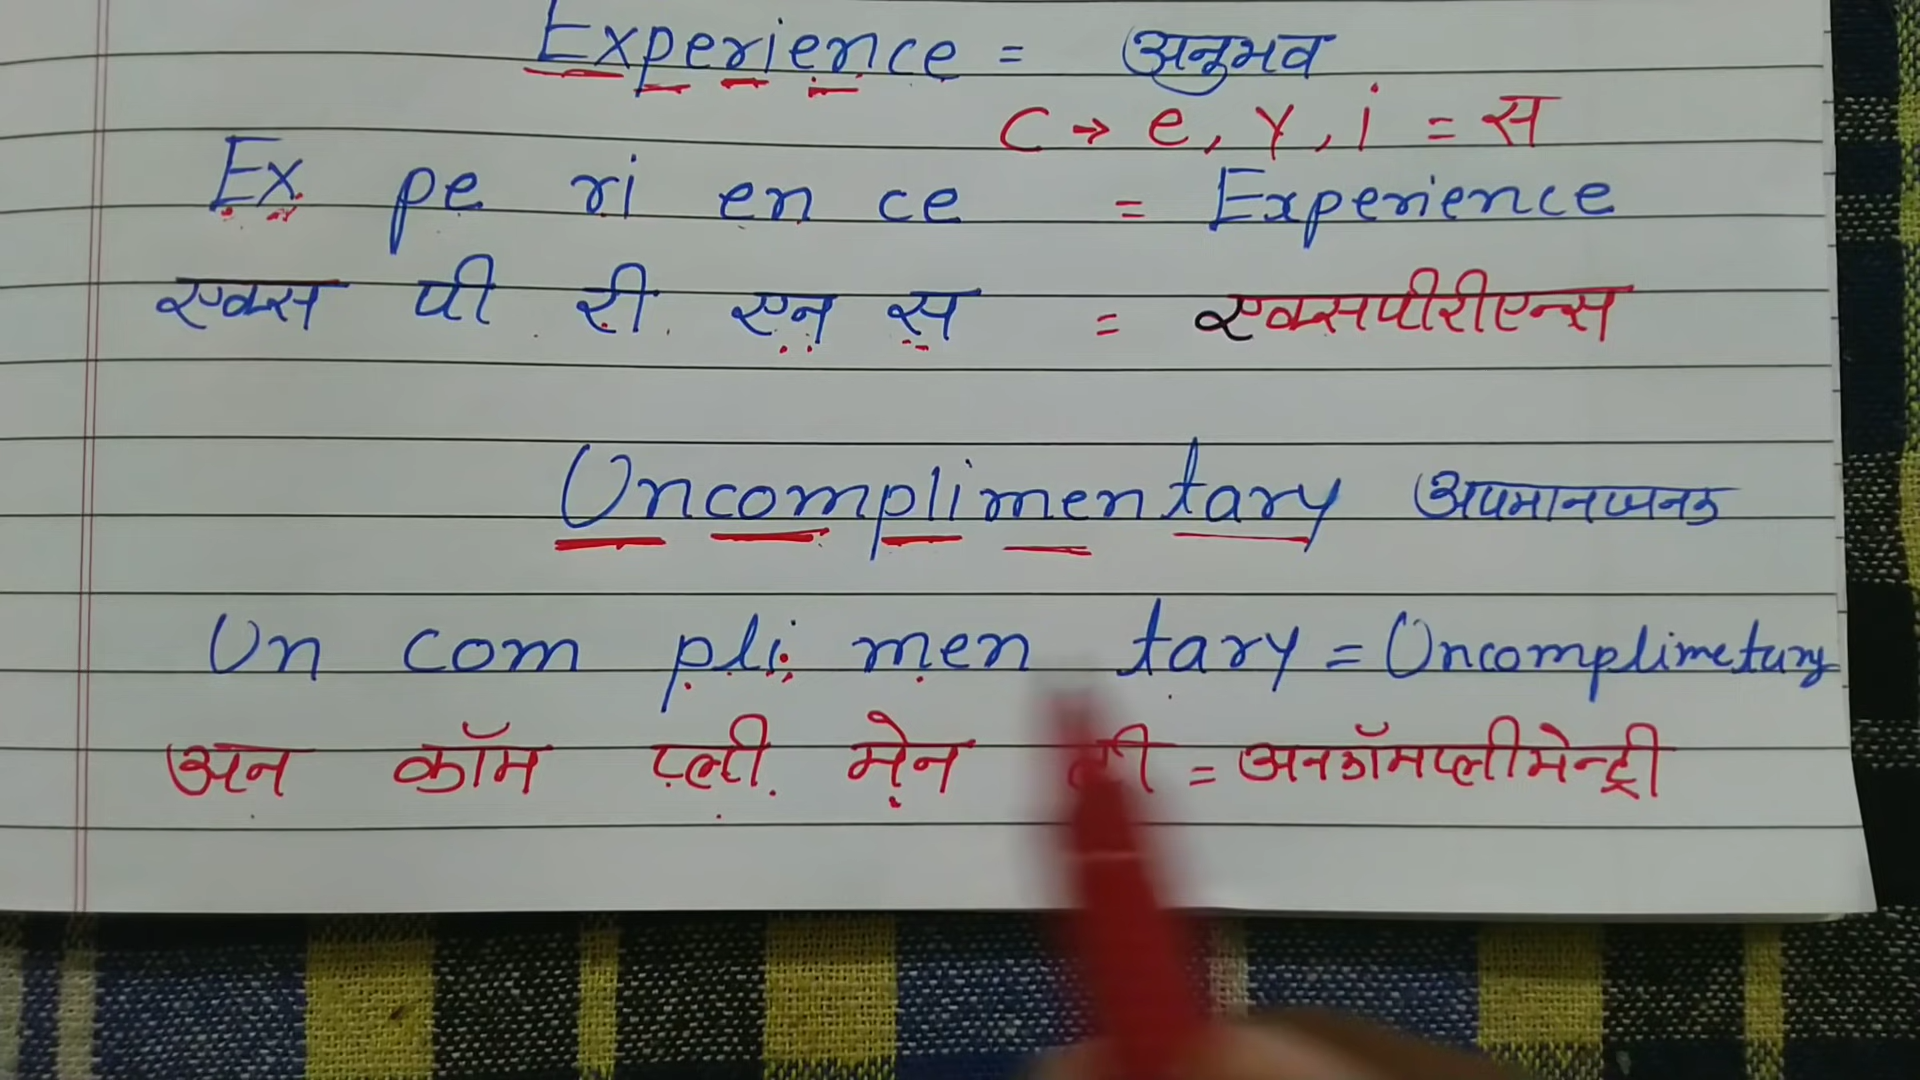 Experience = अनुभव
C → e, y, i = स
Ex pe ri en ce = Experience
एक्स पी री एन स = एक्सपीरीएन्स
Uncomplimentary अपमानजनक
Un com pli men tary = Uncomplimetary
अन कॉम प्ली मेन = अनकॉमप्लीमेन्ट्री